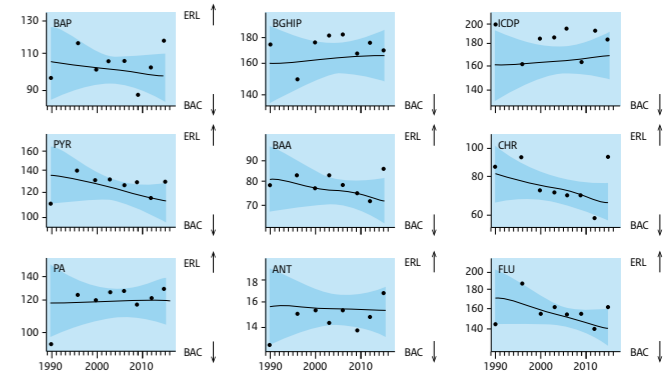 BAP
130
110
90
ERL
BAC
BGHIP
180
160
140
ERL
BAC
ICDP
200
180
160
140
ERL
BAC
PYR
160
140
120
100
ERL
BAC
BAA
90
80
70
ERL
BAC
CHR
100
80
60
ERL
BAC
PA
140
120
100
1990
2000
2010
ERL
BAC
ANT
18
16
14
1990
2000
2010
ERL
BAC
FLU
200
180
160
140
1990
2000
2010
ERL
BAC